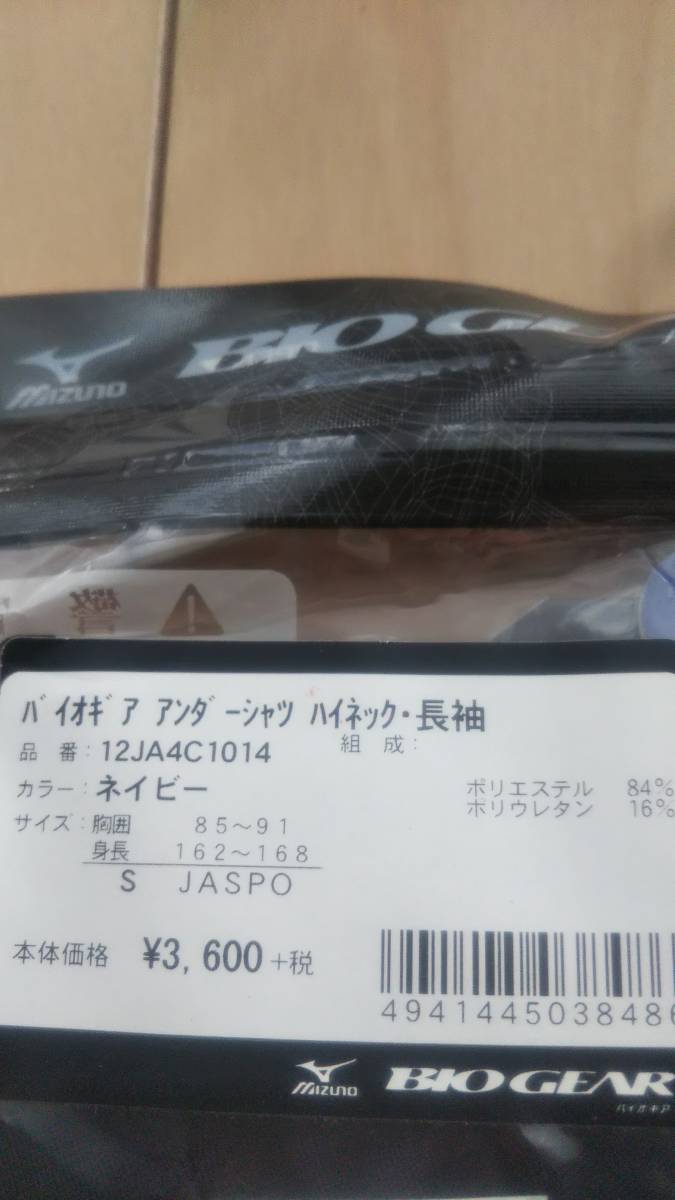 MIZUNO BIO GE
警
バイオギア アンダーシャツ ハイネック・長袖
品 番：12JA4C1014 組 成：
カラー：ネイビー ポリエステル 84%
サイズ：胸囲 85～91 ポリウレタン 16%
身長 162～168
S JASPO
本体価格 ¥3,600+税
494144503848
MIZUNO BIO GEAR
バイオギア